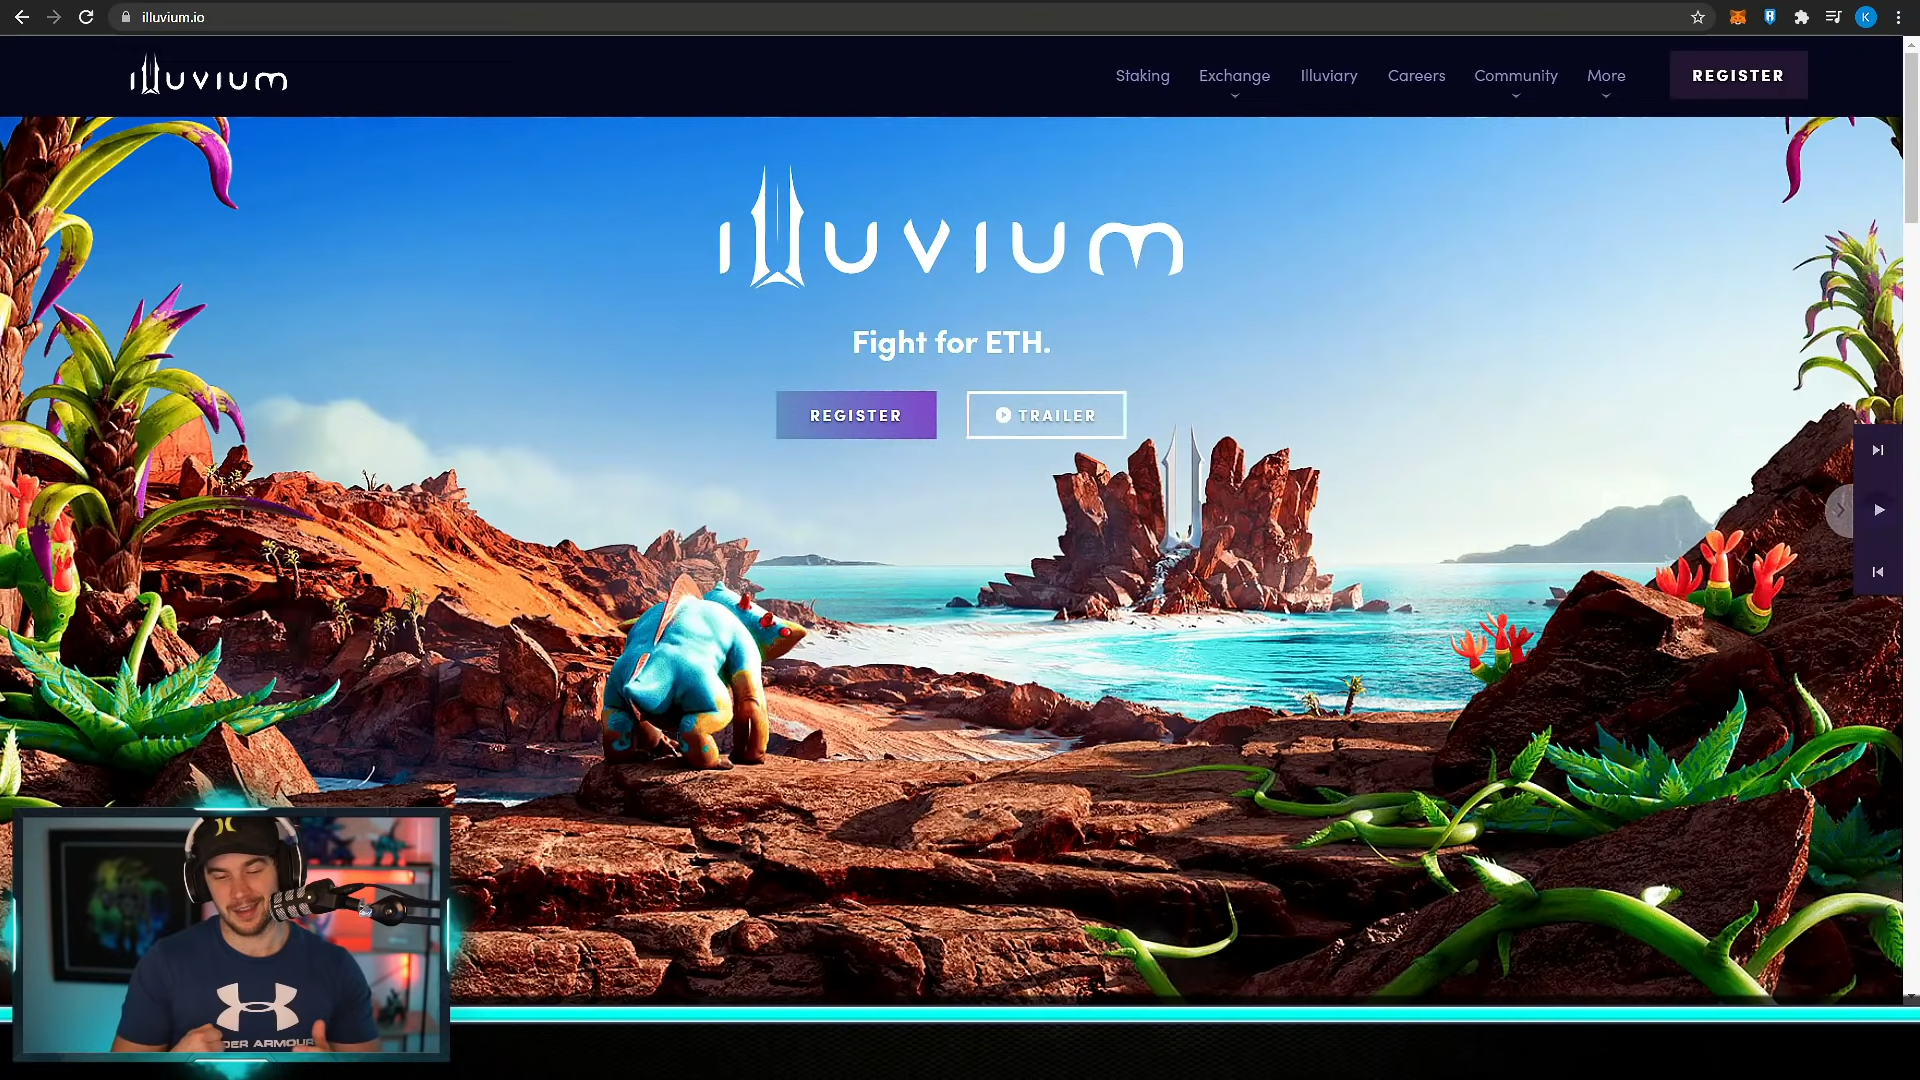 illuvium.io
K
illuvium
Staking
Exchange
Illuviary
Careers
Community
More
REGISTER
illuvium
Fight for ETH.
REGISTER
TRAILER
DER ARMOUR